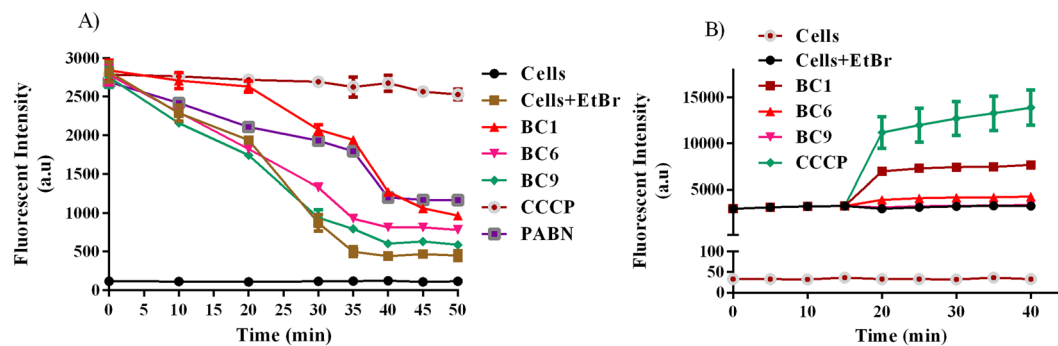 A)
3000
2500
2000
1500
1000
500
0
Fluorescent Intensity
(a.u)
0 5 10 15 20 25 30 35 40 45 50
Time (min)
Cells
Cells+EtBr
BC1
BC6
BC9
CCCP
PABN
B)
Cells
Cells+EtBr
BC1
BC6
BC9
CCCP
15000
10000
5000
100
50
0
Fluorescent Intensity
(a.u)
0 10 20 30 40
Time (min)